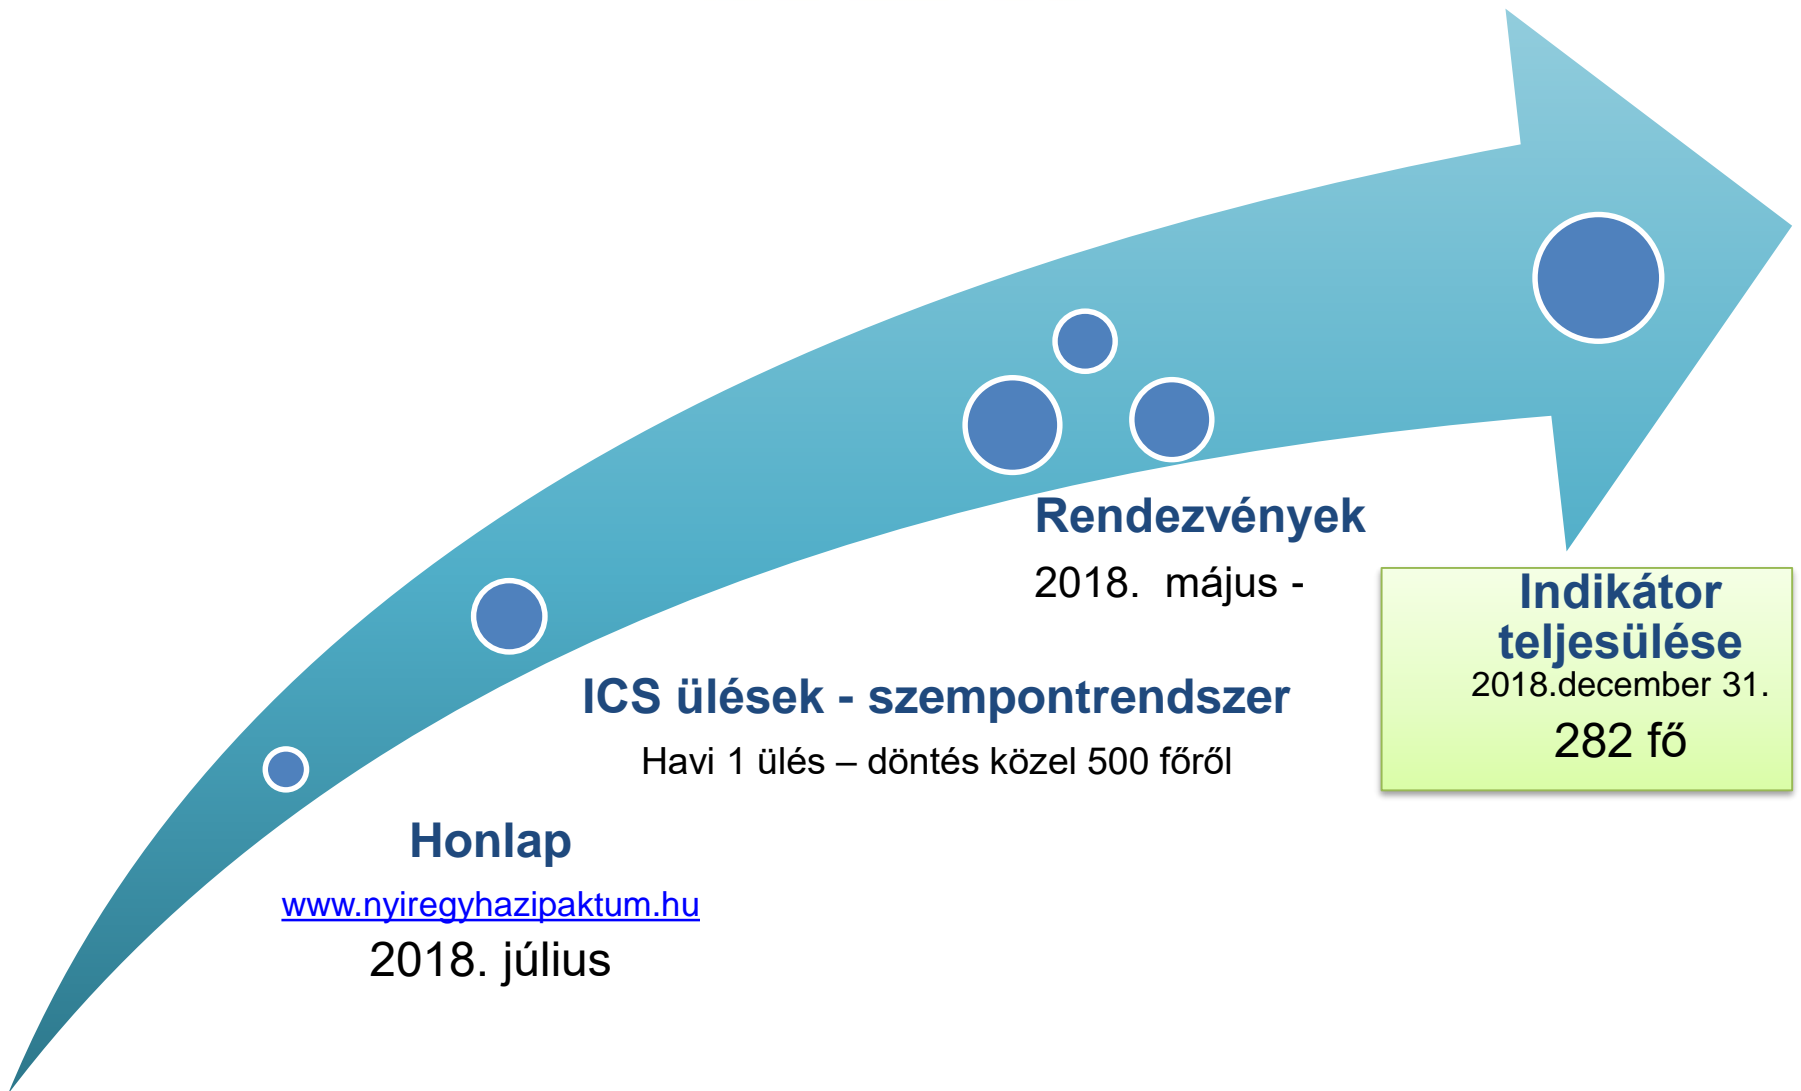 Rendezvények
2018.  május -
Indikátor
teljesülése
2018.december 31.
282 fő
ICS ülések - szempontrendszer
Havi 1 ülés – döntés közel 500 főről
Honlap
www.nyiregyhazipaktum.hu
2018. július